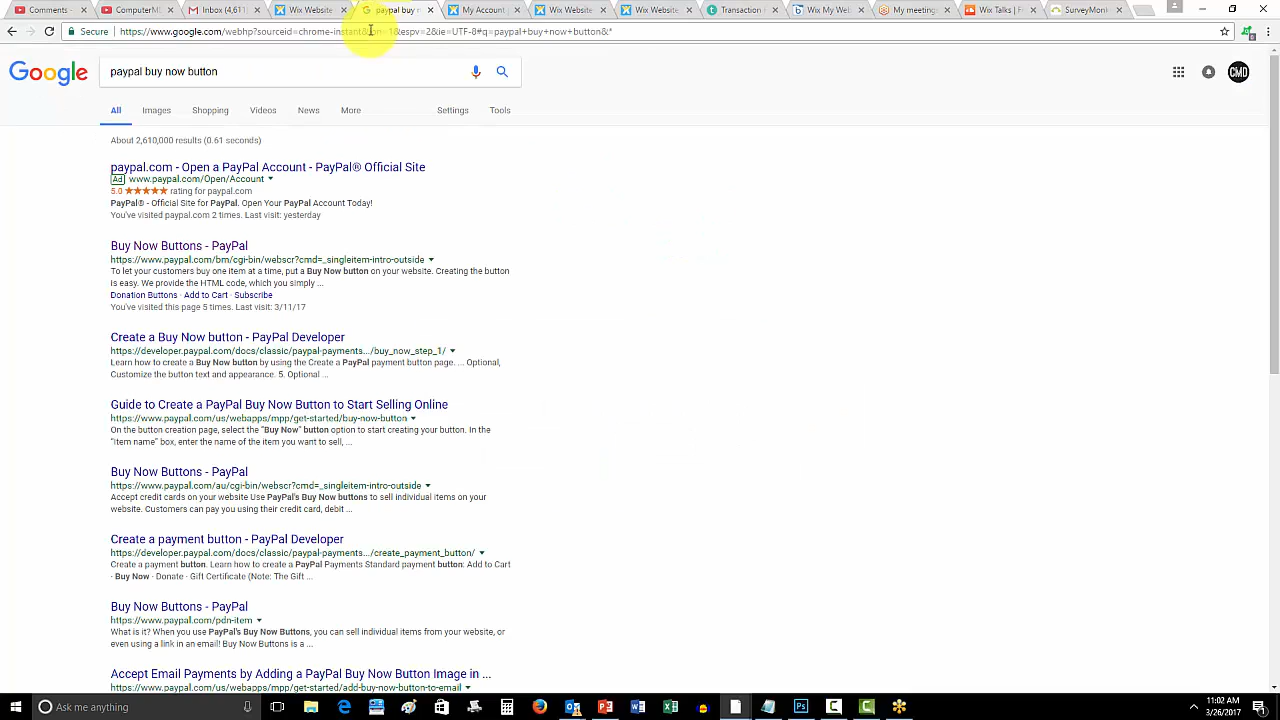 Comments -
ComputerMD
Inbox (4,611
Wix Website
paypal buy n
My Account
Wix Website
Wix Website
Transaction
Wix My Web
My meetings
Wix Talks | F
SurveyMonk
Secure
https://www.google.com/webhp?sourceid=chrome-instant&ion=1&espv=2&ie=UTF-8#q=paypal+buy+now+button&*
Google
paypal buy now button
CMD
All Images Shopping Videos News More Settings Tools
About 2,610,000 results (0.61 seconds)
paypal.com - Open a PayPal Account - PayPal® Official Site
Ad www.paypal.com/Open/Account
5.0 ★★★★★ rating for paypal.com
PayPal® - Official Site for PayPal. Open Your PayPal Account Today!
You've visited paypal.com 2 times. Last visit: yesterday
Buy Now Buttons - PayPal
https://www.paypal.com/bm/cgi-bin/webscr?cmd=_singleitem-intro-outside
To let your customers buy one item at a time, put a Buy Now button on your website. Creating the button
is easy. We provide the HTML code, which you simply ...
Donation Buttons · Add to Cart · Subscribe
You've visited this page 5 times. Last visit: 3/11/17
Create a Buy Now button - PayPal Developer
https://developer.paypal.com/docs/classic/paypal-payments.../buy_now_step_1/
Learn how to create a Buy Now button by using the Create a PayPal payment button page. ... Optional,
Customize the button text and appearance. 5. Optional ...
Guide to Create a PayPal Buy Now Button to Start Selling Online
https://www.paypal.com/us/webapps/mpp/get-started/buy-now-button
On the button creation page, select the "Buy Now" button option to start creating your button. In the
"Item name" box, enter the name of the item you want to sell, ...
Buy Now Buttons - PayPal
https://www.paypal.com/au/cgi-bin/webscr?cmd=_singleitem-intro-outside
Accept credit cards on your website Use PayPal's Buy Now buttons to sell individual items on your
website. Customers can pay you using their credit card, debit ...
Create a payment button - PayPal Developer
https://developer.paypal.com/docs/classic/paypal-payments.../create_payment_button/
Create a payment button. Learn how to create a PayPal Payments Standard payment button: Add to Cart
· Buy Now · Donate · Gift Certificate (Note: The Gift ...
Buy Now Buttons - PayPal
https://www.paypal.com/pdn-item
What is it? When you use PayPal's Buy Now Buttons, you can sell individual items from your website, or
even using a link in an email! Buy Now Buttons is a ...
Accept Email Payments by Adding a PayPal Buy Now Button Image in ...
https://www.paypal.com/us/webapps/mpp/get-started/add-buy-now-button-to-email
Ask me anything
11:02 AM
3/26/2017